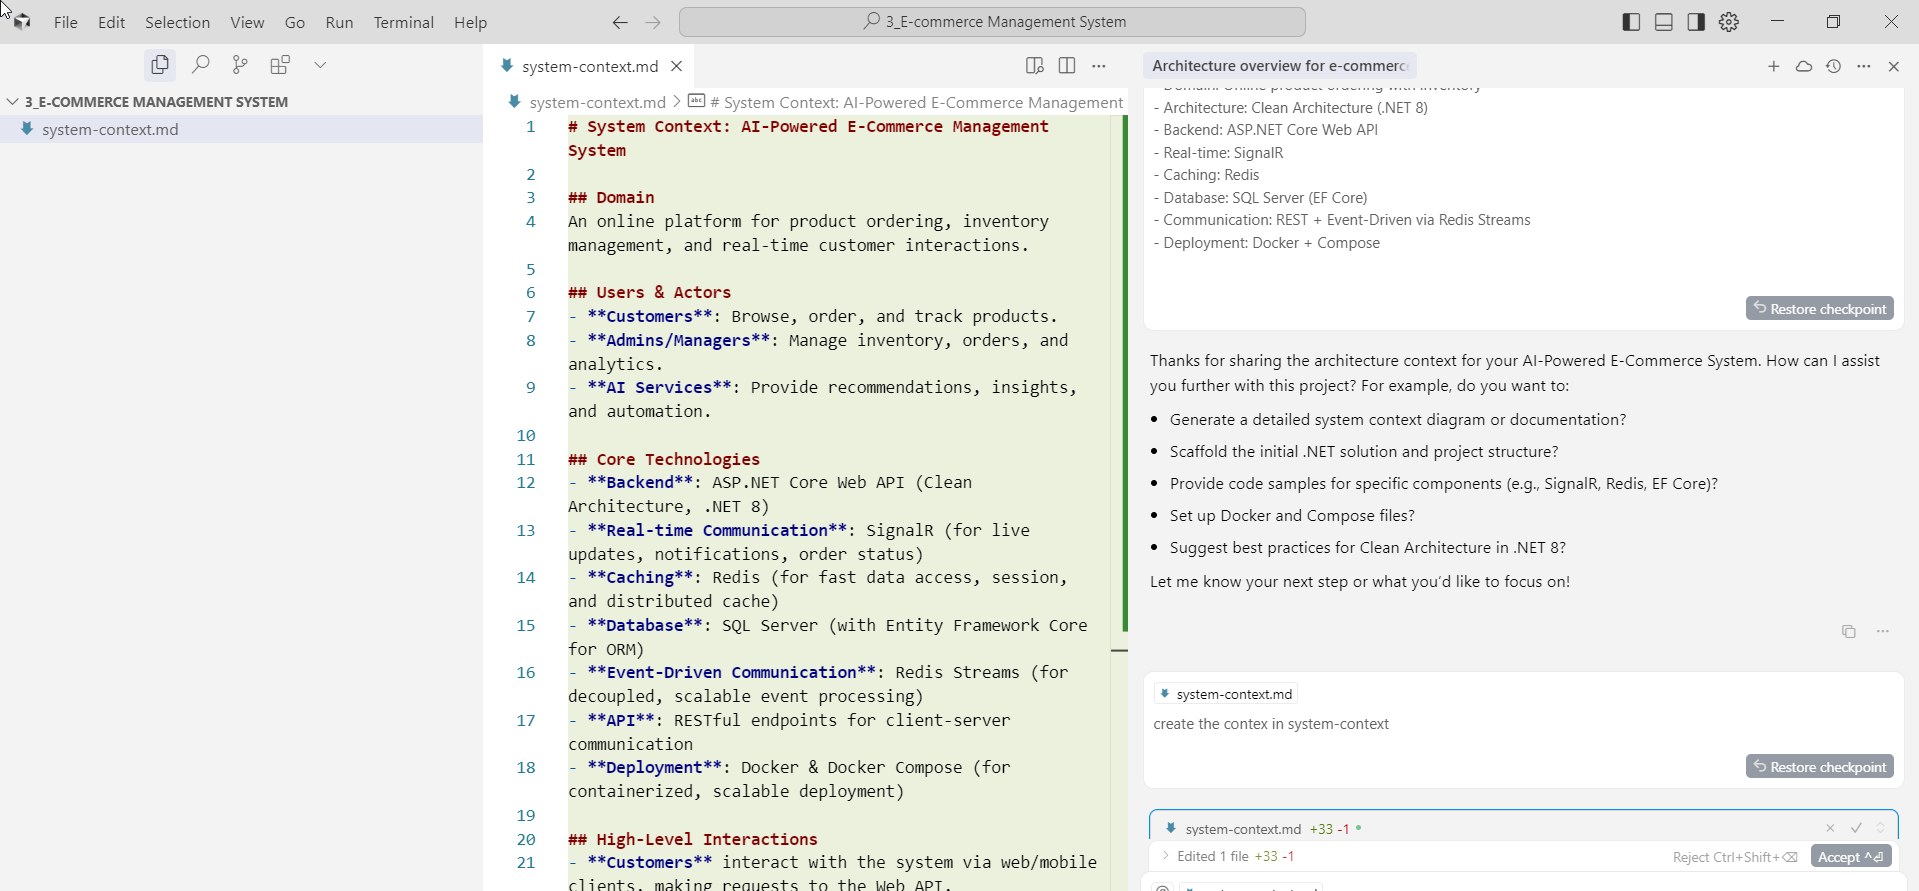 File Edit Selection View Go Run Terminal Help
3_E-commerce Management System
3_E-COMMERCE MANAGEMENT SYSTEM
system-context.md
system-context.md
system-context.md > # System Context: AI-Powered E-Commerce Management
1 # System Context: AI-Powered E-Commerce Management
System
2
3 ## Domain
4 An online platform for product ordering, inventory
management, and real-time customer interactions.
5
6 ## Users & Actors
7 - **Customers**: Browse, order, and track products.
8 - **Admins/Managers**: Manage inventory, orders, and
analytics.
9 - **AI Services**: Provide recommendations, insights,
and automation.
10
11 ## Core Technologies
12 - **Backend**: ASP.NET Core Web API (Clean
Architecture, .NET 8)
13 - **Real-time Communication**: SignalR (for live
updates, notifications, order status)
14 - **Caching**: Redis (for fast data access, session,
and distributed cache)
15 - **Database**: SQL Server (with Entity Framework Core
for ORM)
16 - **Event-Driven Communication**: Redis Streams (for
decoupled, scalable event processing)
17 - **API**: RESTful endpoints for client-server
communication
18 - **Deployment**: Docker & Docker Compose (for
containerized, scalable deployment)
19
20 ## High-Level Interactions
21 - **Customers** interact with the system via web/mobile
clients, making requests to the Web API.
Architecture overview for e-commerc
- Domain: Online product ordering with inventory
- Architecture: Clean Architecture (.NET 8)
- Backend: ASP.NET Core Web API
- Real-time: SignalR
- Caching: Redis
- Database: SQL Server (EF Core)
- Communication: REST + Event-Driven via Redis Streams
- Deployment: Docker + Compose
Restore checkpoint
Thanks for sharing the architecture context for your AI-Powered E-Commerce System. How can I assist
you further with this project? For example, do you want to:
• Generate a detailed system context diagram or documentation?
• Scaffold the initial .NET solution and project structure?
• Provide code samples for specific components (e.g., SignalR, Redis, EF Core)?
• Set up Docker and Compose files?
• Suggest best practices for Clean Architecture in .NET 8?
Let me know your next step or what you'd like to focus on!
system-context.md
create the contex in system-context
Restore checkpoint
system-context.md +33 -1
Edited 1 file +33 -1
Reject Ctrl+Shift+⌫ Accept ^⏎